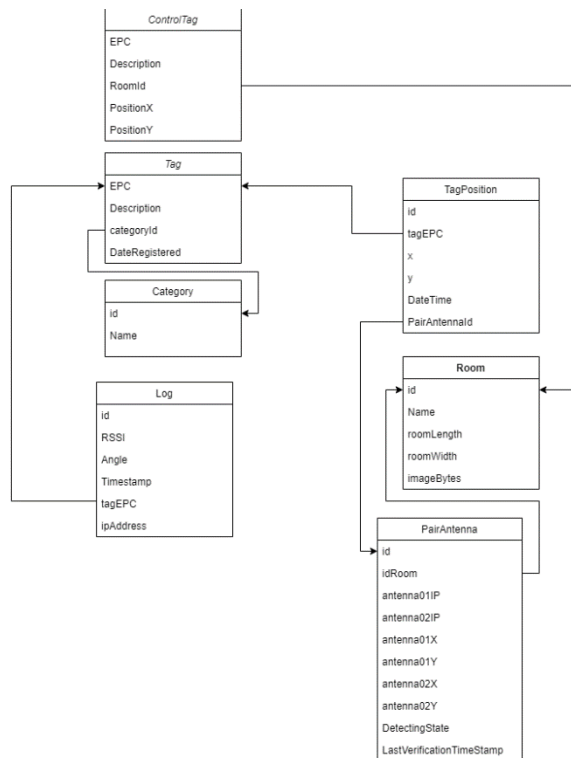 ControlTag
EPC
Description
RoomId
PositionX
PositionY
Tag
EPC
Description
categoryId
DateRegistered
Category
id
Name
Log
id
RSSI
Angle
Timestamp
tagEPC
ipAddress
TagPosition
id
tagEPC
x
y
DateTime
PairAntennaId
Room
id
Name
roomLength
roomWidth
imageBytes
PairAntenna
id
idRoom
antenna01IP
antenna02IP
antenna01X
antenna01Y
antenna02X
antenna02Y
DetectingState
LastVerificationTimeStamp